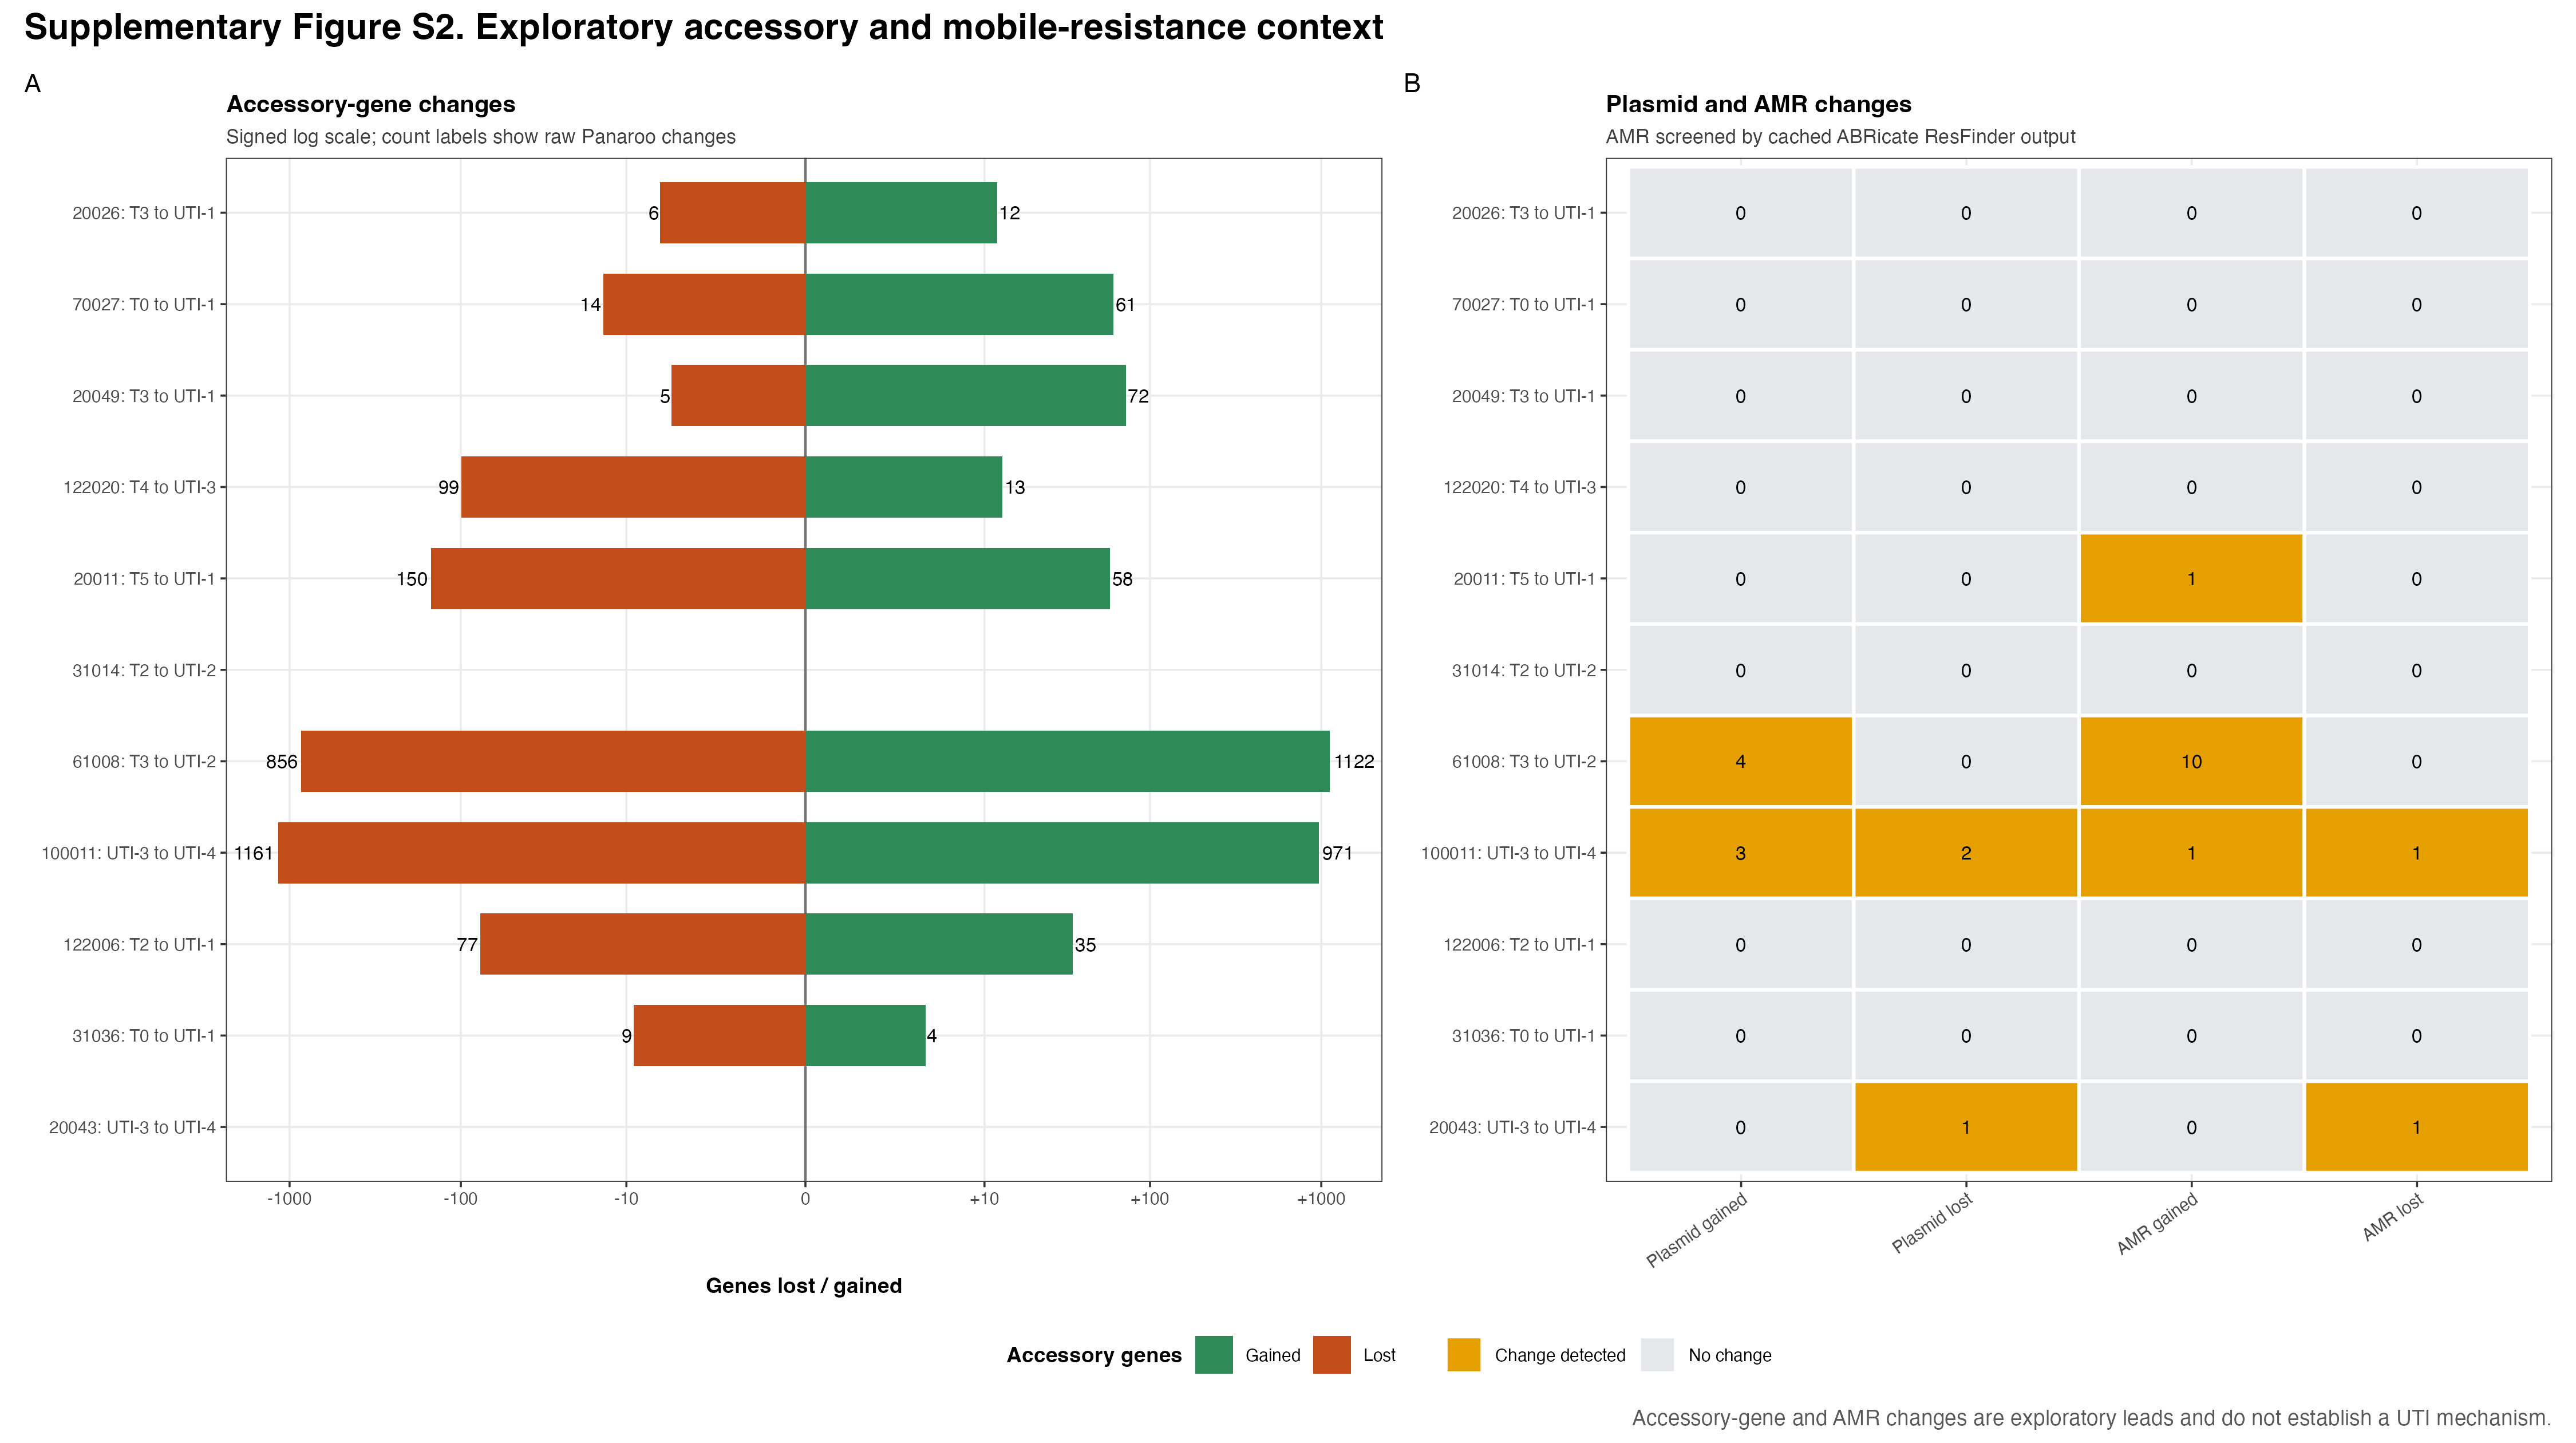 Supplementary Figure S2. Exploratory accessory and mobile-resistance context
A
Accessory-gene changes
Signed log scale; count labels show raw Panaroo changes
20026: T3 to UTI-1
6
12
70027: T0 to UTI-1
14
61
20049: T3 to UTI-1
5
72
122020: T4 to UTI-3
99
13
20011: T5 to UTI-1
150
58
31014: T2 to UTI-2
61008: T3 to UTI-2
856
1122
100011: UTI-3 to UTI-4
1161
971
122006: T2 to UTI-1
77
35
31036: T0 to UTI-1
9
4
20043: UTI-3 to UTI-4
-1000 -100 -10 0 +10 +100 +1000
Genes lost / gained
B
Plasmid and AMR changes
AMR screened by cached ABRicate ResFinder output
20026: T3 to UTI-1 0 0 0 0
70027: T0 to UTI-1 0 0 0 0
20049: T3 to UTI-1 0 0 0 0
122020: T4 to UTI-3 0 0 0 0
20011: T5 to UTI-1 0 0 1 0
31014: T2 to UTI-2 0 0 0 0
61008: T3 to UTI-2 4 0 10 0
100011: UTI-3 to UTI-4 3 2 1 1
122006: T2 to UTI-1 0 0 0 0
31036: T0 to UTI-1 0 0 0 0
20043: UTI-3 to UTI-4 0 1 0 1
Plasmid gained
Plasmid lost
AMR gained
AMR lost
Accessory genes Gained Lost Change detected No change
Accessory-gene and AMR changes are exploratory leads and do not establish a UTI mechanism.